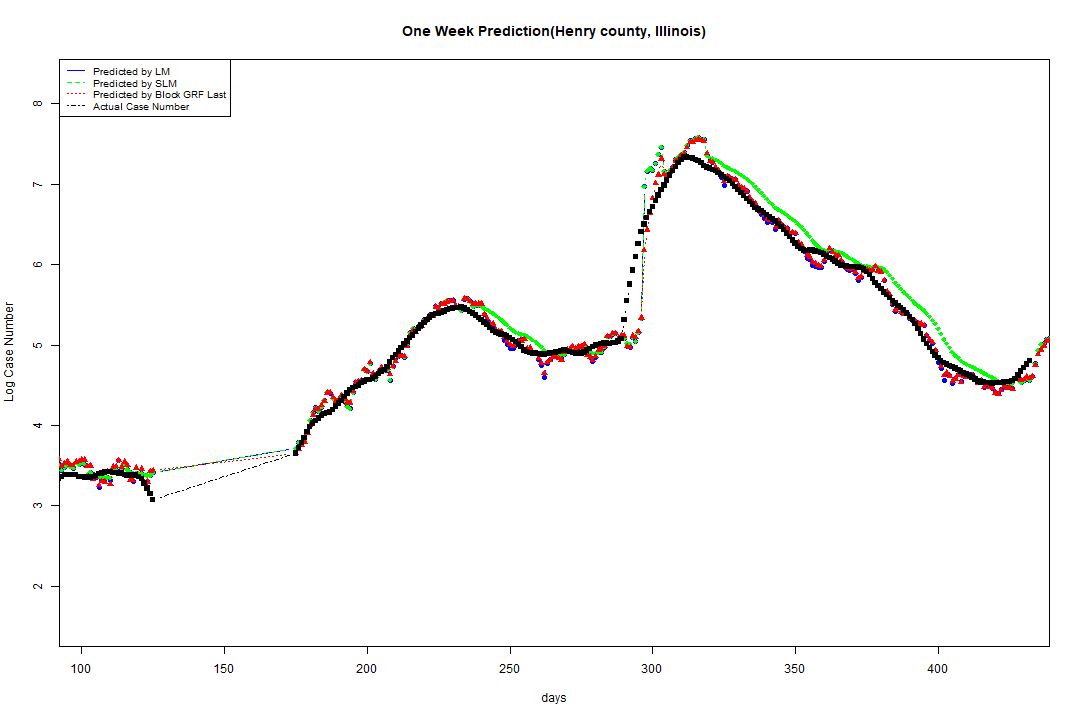 One Week Prediction(Henry county, Illinois)
Predicted by LM
Predicted by SLM
Predicted by Block GRF Last
Actual Case Number
8
7
6
5
4
3
2
Log Case Number
100 150 200 250 300 350 400
days